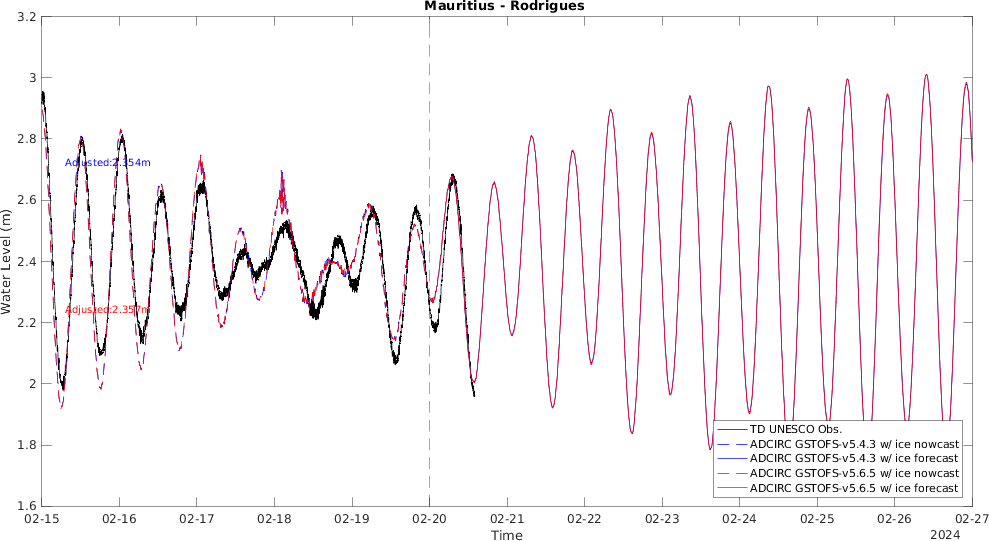 Mauritius - Rodrigues
3.2
3
2.8
2.6
2.4
2.2
2
1.8
1.6
Water Level (m)
Adjusted:2.354m
Adjusted:2.357m
TD UNESCO Obs.
ADCIRC GSTOFS-v5.4.3 w/ ice nowcast
ADCIRC GSTOFS-v5.4.3 w/ ice forecast
ADCIRC GSTOFS-v5.6.5 w/ ice nowcast
ADCIRC GSTOFS-v5.6.5 w/ ice forecast
02-15 02-16 02-17 02-18 02-19 02-20 02-21 02-22 02-23 02-24 02-25 02-26 02-27
Time
2024